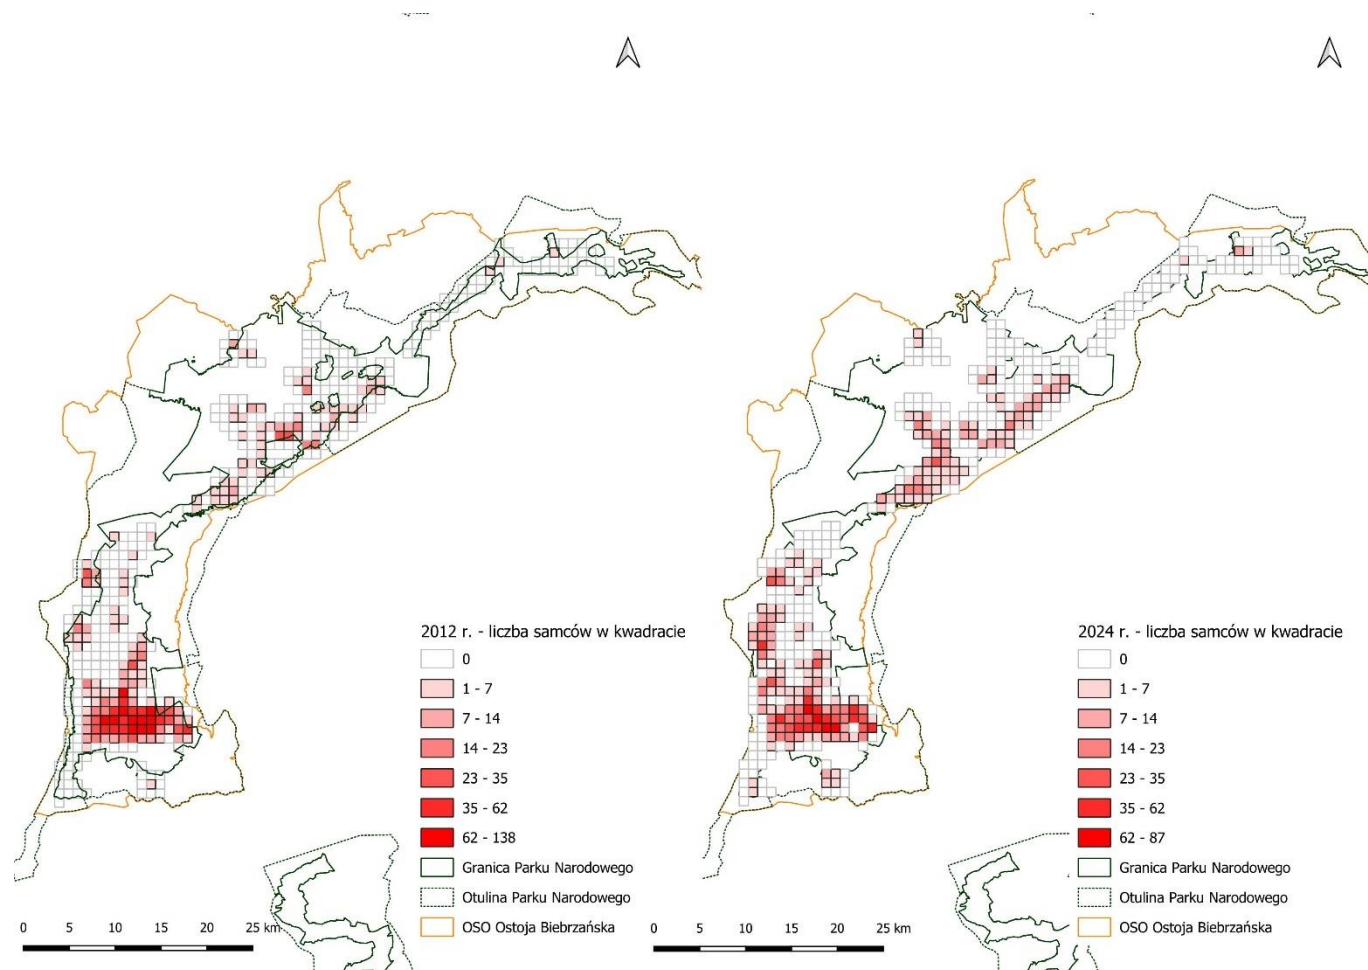 2012 r. - liczba samców w kwadracie
0
1 - 7
7 - 14
14 - 23
23 - 35
35 - 62
62 - 138
Granica Parku Narodowego
Otulina Parku Narodowego
OSO Ostoja Biebrzańska
0 5 10 15 20 25 km
2024 r. - liczba samców w kwadracie
0
1 - 7
7 - 14
14 - 23
23 - 35
35 - 62
62 - 87
Granica Parku Narodowego
Otulina Parku Narodowego
OSO Ostoja Biebrzańska
0 5 10 15 20 25 km